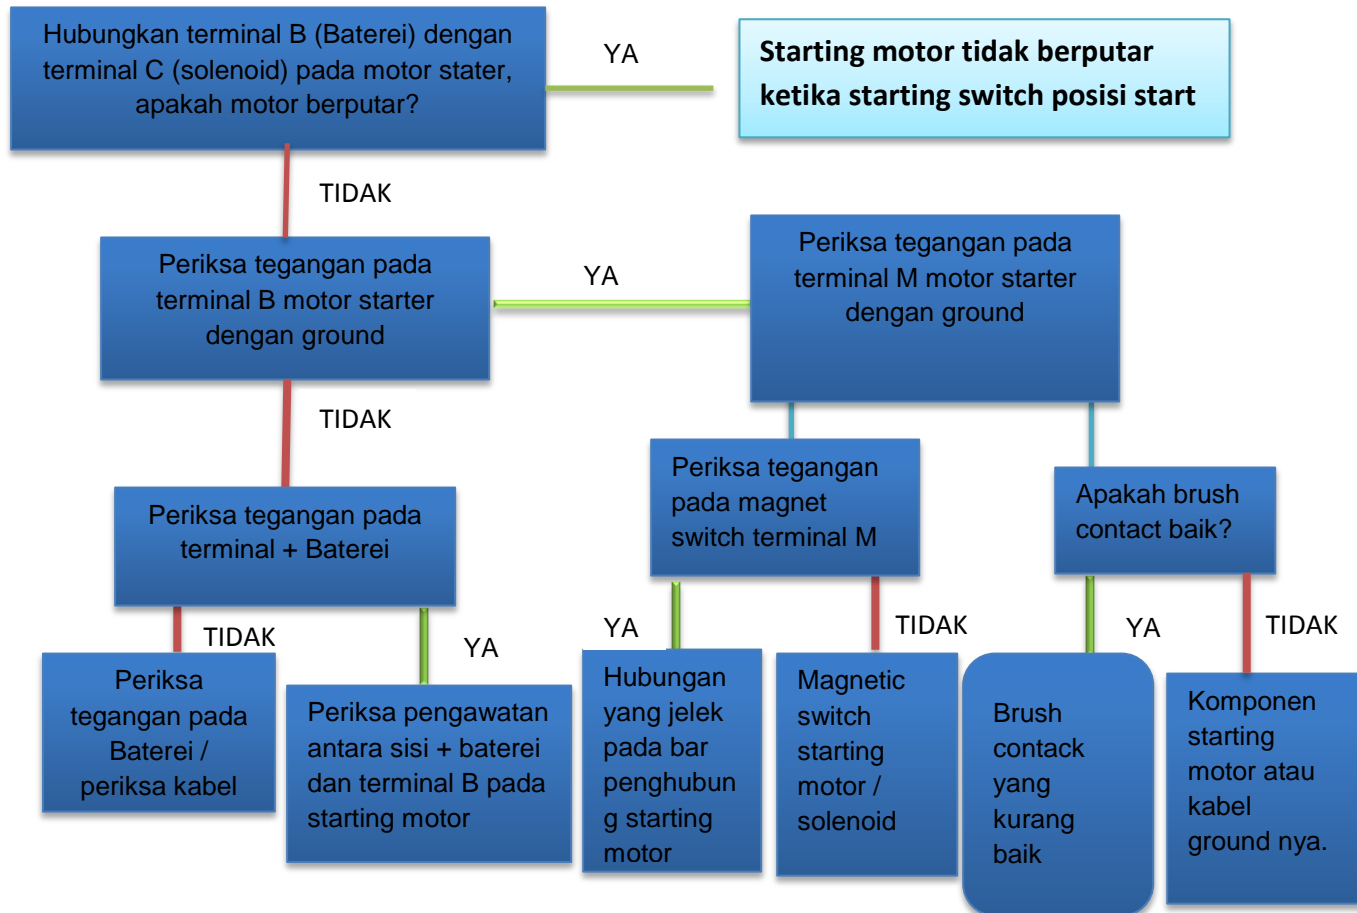 Hubungkan terminal B (Baterei) dengan
terminal C (solenoid) pada motor stater,
apakah motor berputar?
YA
Starting motor tidak berputar
ketika starting switch posisi start
TIDAK
Periksa tegangan pada
terminal B motor starter
dengan ground
YA
Periksa tegangan pada
terminal M motor starter
dengan ground
TIDAK
Periksa tegangan pada
terminal + Baterei
Periksa tegangan
pada magnet
switch terminal M
Apakah brush
contact baik?
TIDAK
YA
YA
TIDAK
YA
TIDAK
Periksa
tegangan pada
Baterei /
periksa kabel
Periksa pengawatan
antara sisi + baterei
dan terminal B pada
starting motor
Hubungan
yang jelek
pada bar
penghubun
g starting
motor
Magnetic
switch
starting
motor /
solenoid
Brush
contack
yang
kurang
baik
Komponen
starting
motor atau
kabel
ground nya.